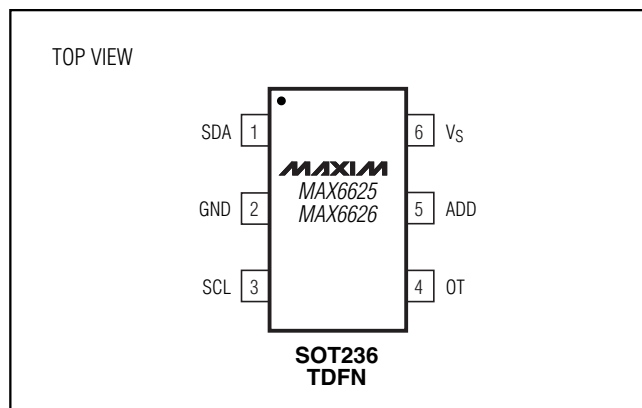 TOP VIEW
SDA 1
6 VS
MAXIM
MAX6625
MAX6626
GND 2
5 ADD
SCL 3
4 OT
SOT236
TDFN